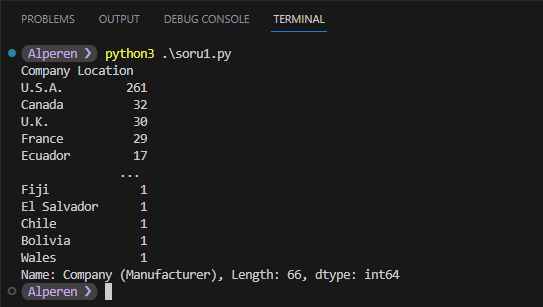 PROBLEMS OUTPUT DEBUG CONSOLE TERMINAL
Alperen ❯ python3 .\soru1.py
Company Location
U.S.A. 261
Canada 32
U.K. 30
France 29
Ecuador 17
...
Fiji 1
El Salvador 1
Chile 1
Bolivia 1
Wales 1
Name: Company (Manufacturer), Length: 66, dtype: int64
Alperen ❯